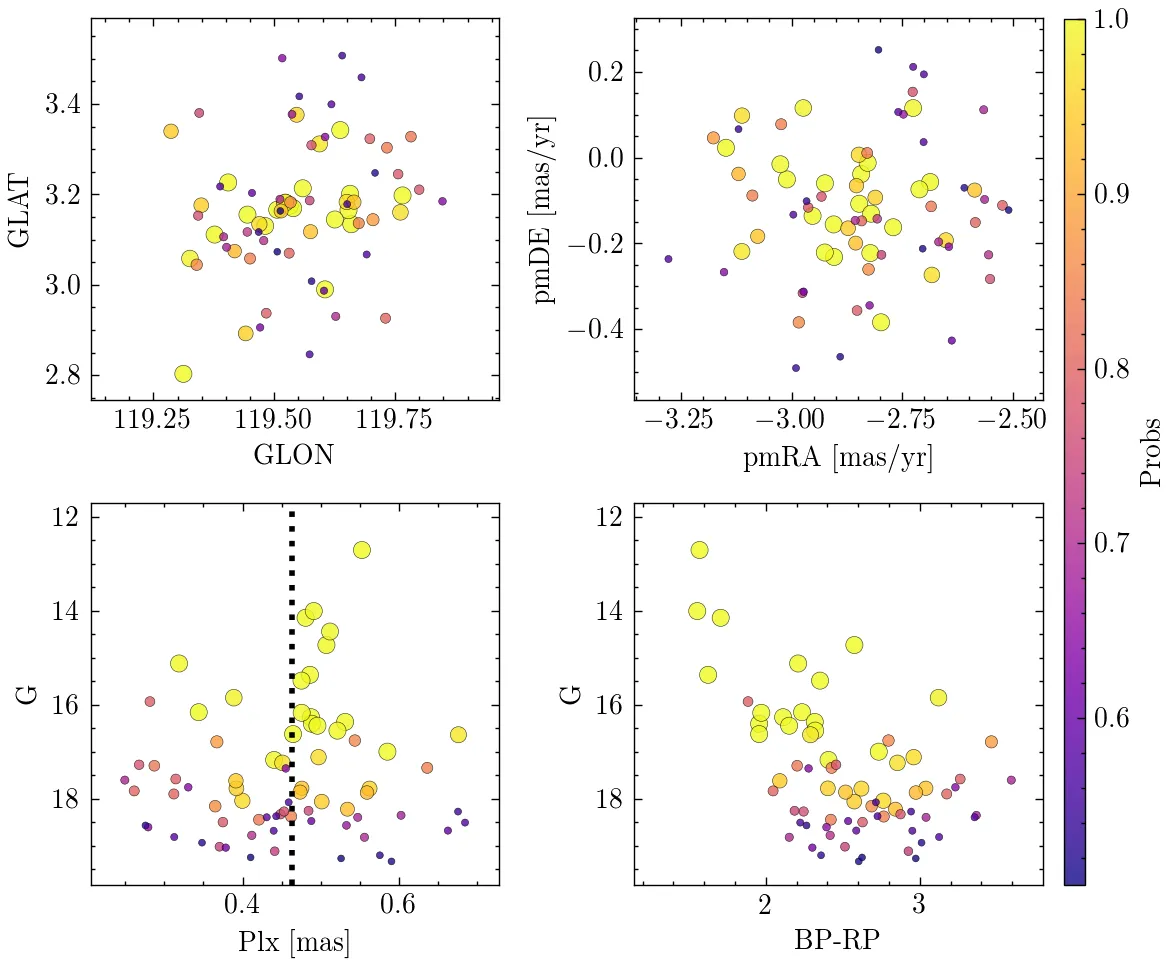 3.4
3.2
3.0
2.8
GLAT
119.25 119.50 119.75
GLON
0.2
0.0
−0.2
−0.4
pmDE [mas/yr]
−3.25 −3.00 −2.75 −2.50
pmRA [mas/yr]
12
14
16
18
G
0.4 0.6
Plx [mas]
12
14
16
18
G
2 3
BP-RP
1.0
0.9
0.8
0.7
0.6
Probs